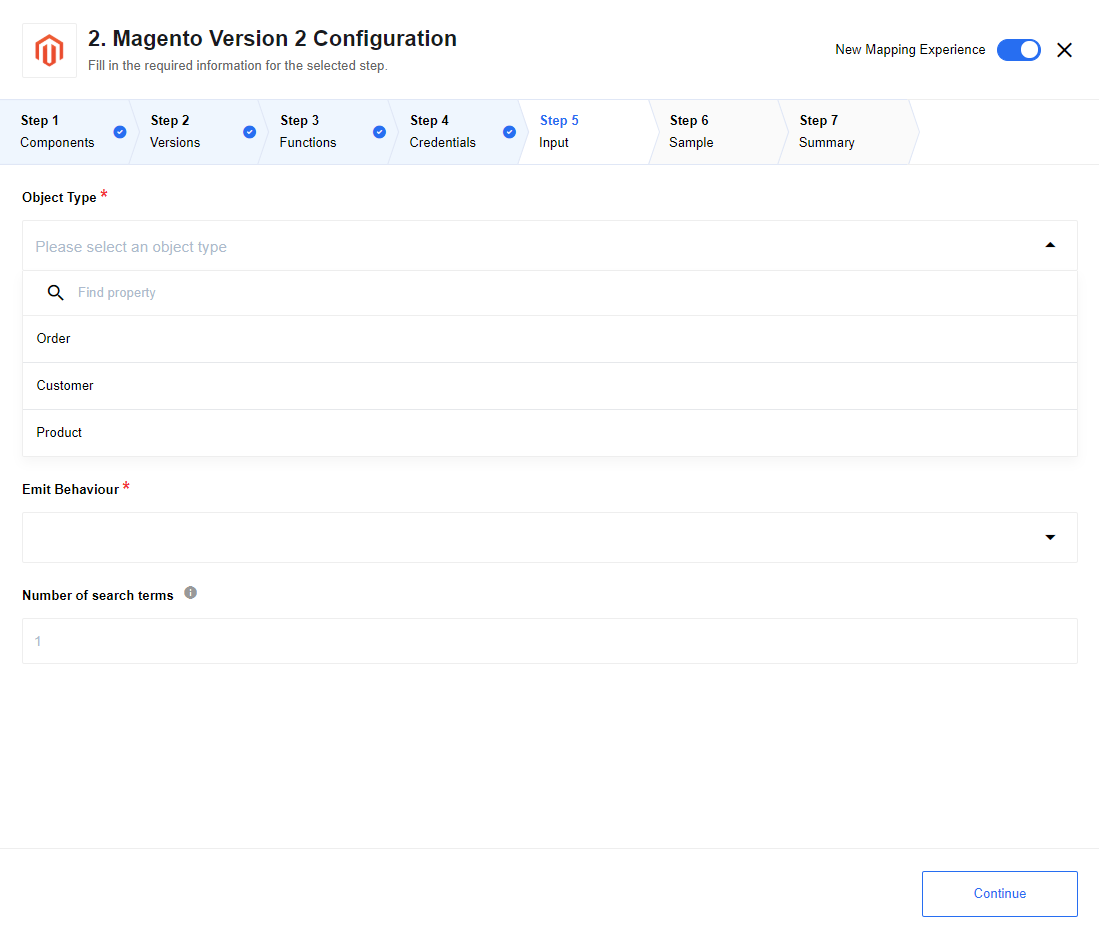 2. Magento Version 2 Configuration
Fill in the required information for the selected step.
New Mapping Experience
Step 1
Components
Step 2
Versions
Step 3
Functions
Step 4
Credentials
Step 5
Input
Step 6
Sample
Step 7
Summary
Object Type *
Please select an object type
Find property
Order
Customer
Product
Emit Behaviour *
Number of search terms
1
Continue